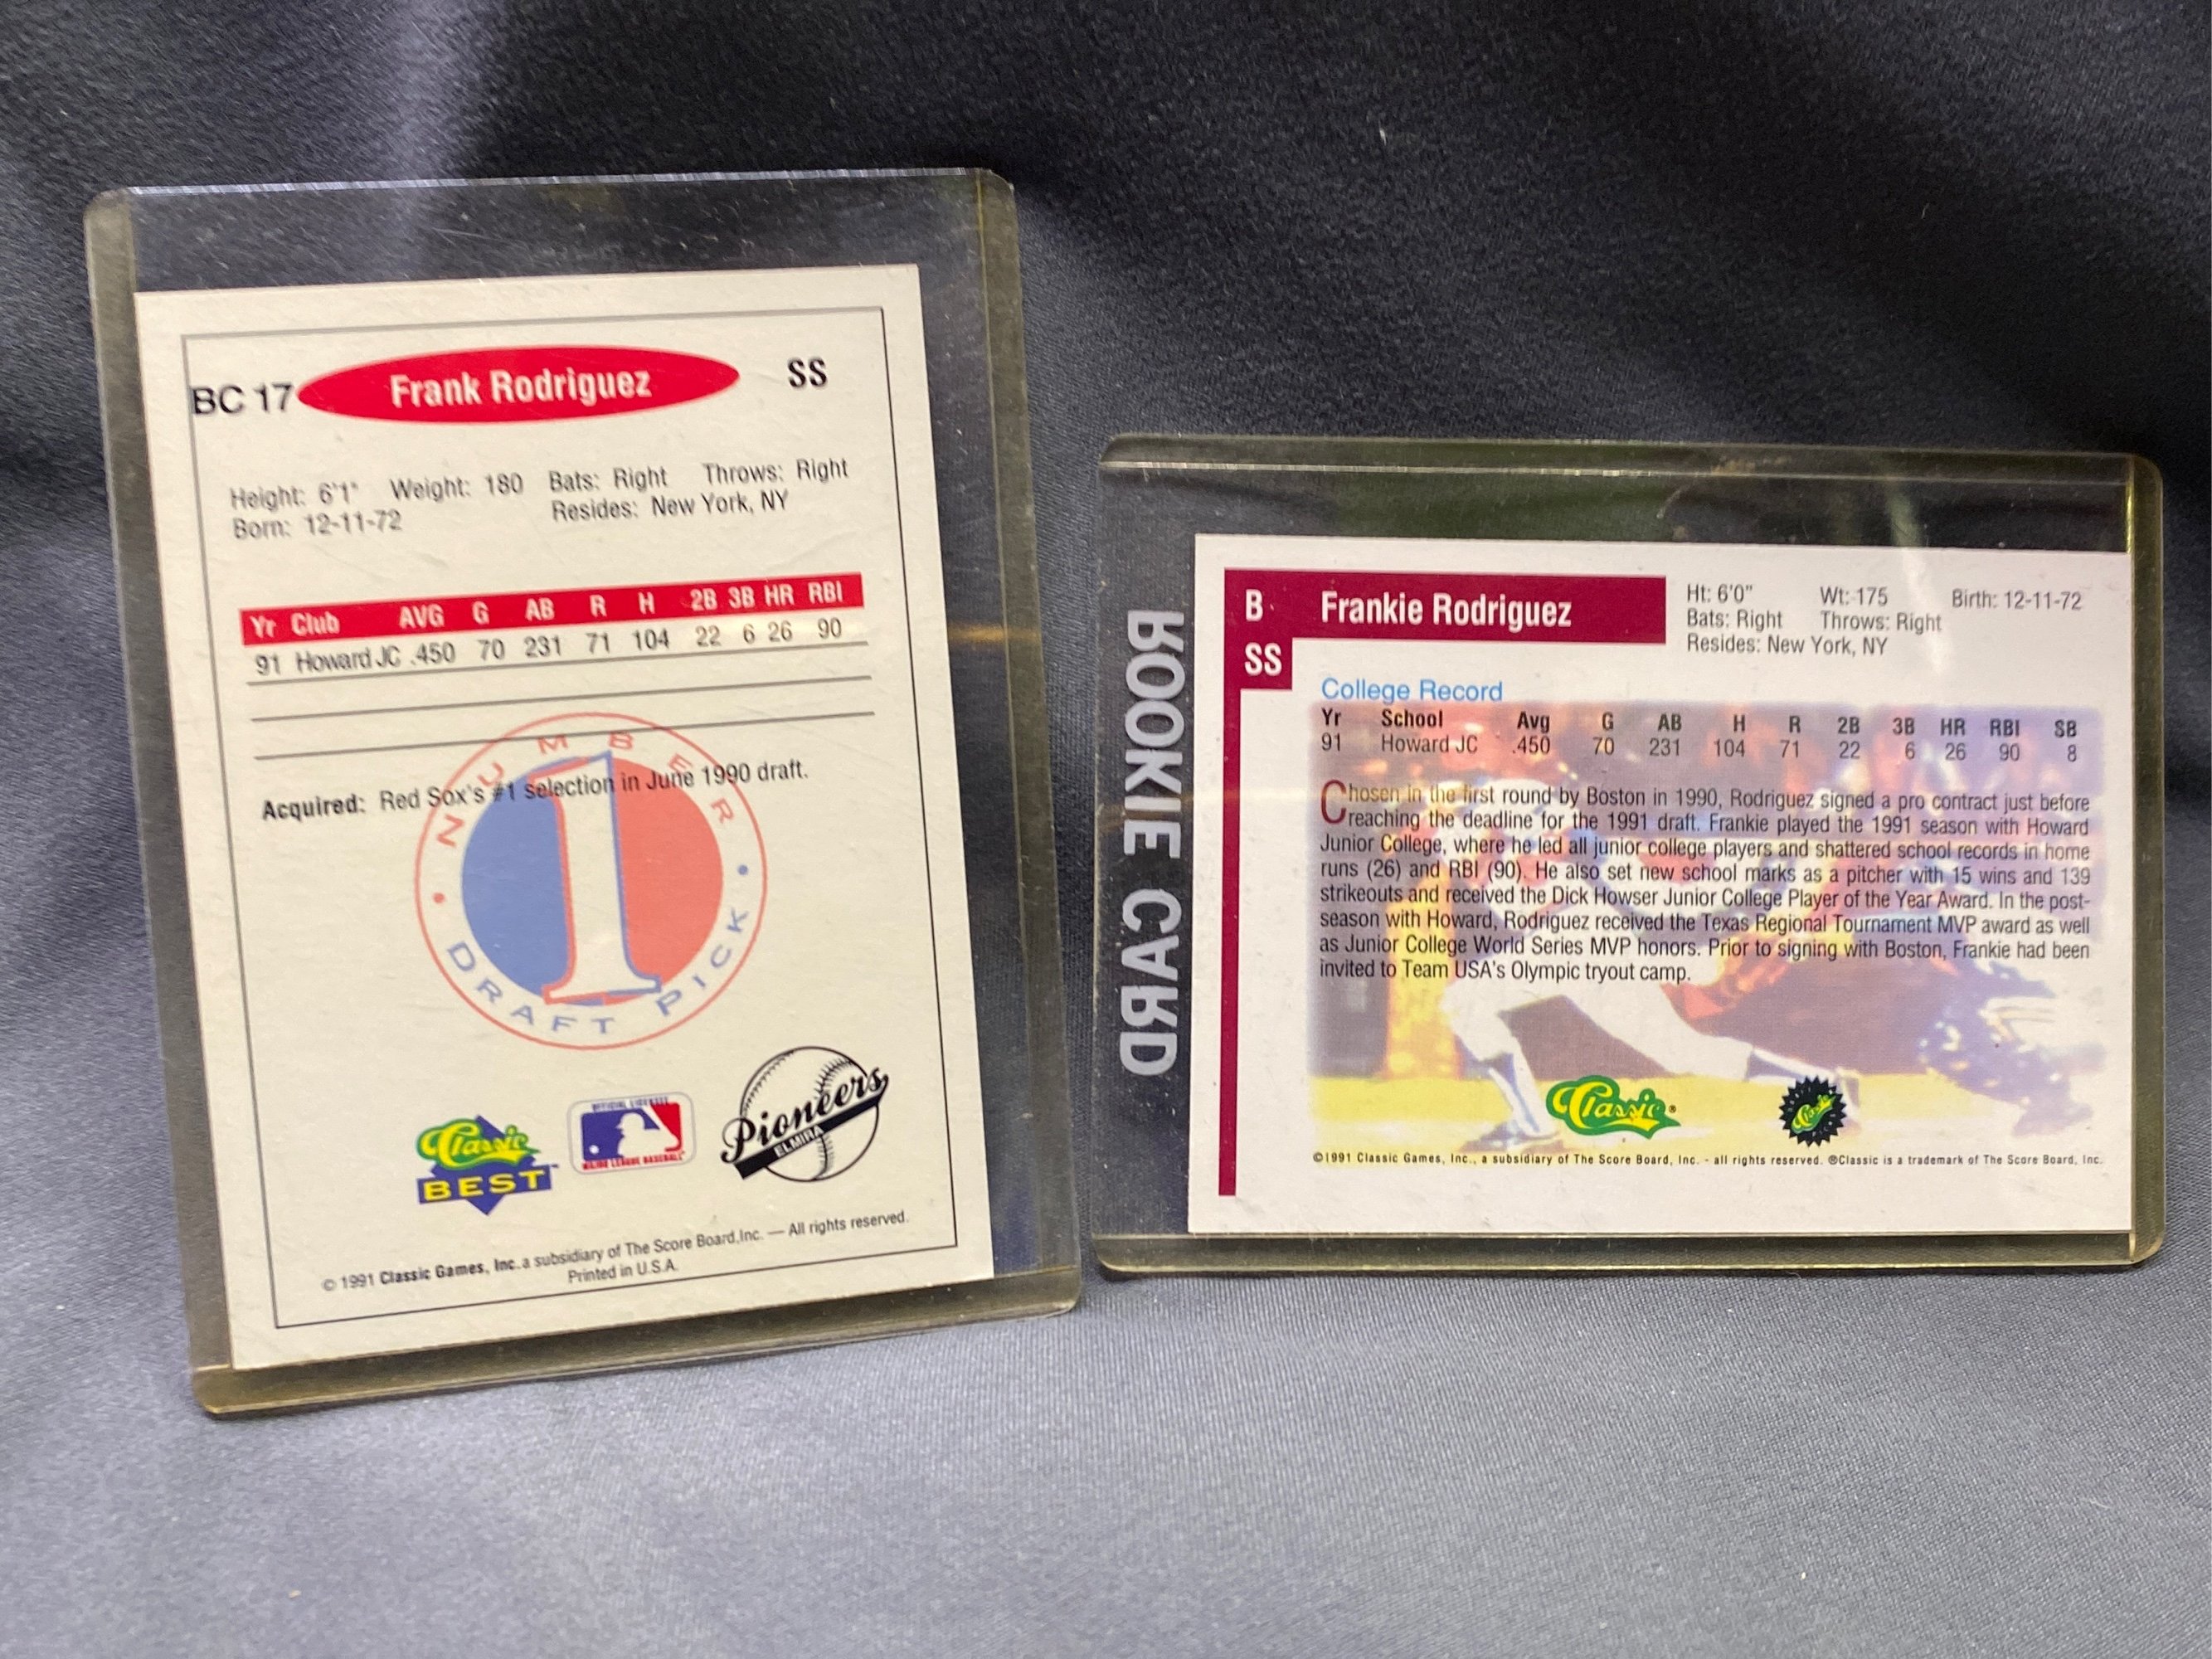 BC 17 Frank Rodriguez SS
Height: 6'1" Weight: 180 Bats: Right Throws: Right
Born: 12-11-72 Resides: New York, NY
Yr Club AVG G AB R H 2B 3B HR RBI
91 Howard JC .450 70 231 71 104 22 6 26 90
Acquired: Red Sox's #1 selection in June 1990 draft.
NUMBER
1
DRAFT PICK
Classic
BEST™
OFFICIAL LICENSEE
MAJOR LEAGUE BASEBALL
Pioneers
ELMIRA
© 1991 Classic Games, Inc. a subsidiary of The Score Board, Inc. — All rights reserved.
Printed in U.S.A.
ROOKIE CARD
B Frankie Rodriguez
SS
Ht: 6'0" Wt: 175 Birth: 12-11-72
Bats: Right Throws: Right
Resides: New York, NY
College Record
Yr School Avg G AB H R 2B 3B HR RBI SB
91 Howard JC .450 70 231 104 71 22 6 26 90 8
Chosen in the first round by Boston in 1990, Rodriguez signed a pro contract just before
reaching the deadline for the 1991 draft. Frankie played the 1991 season with Howard
Junior College, where he led all junior college players and shattered school records in home
runs (26) and RBI (90). He also set new school marks as a pitcher with 15 wins and 139
strikeouts and received the Dick Howser Junior College Player of the Year Award. In the post-
season with Howard, Rodriguez received the Texas Regional Tournament MVP award as well
as Junior College World Series MVP honors. Prior to signing with Boston, Frankie had been
invited to Team USA's Olympic tryout camp.
Classic®
Classic
©1991 Classic Games, Inc., a subsidiary of The Score Board, Inc. - all rights reserved. ®Classic is a trademark of The Score Board, Inc.